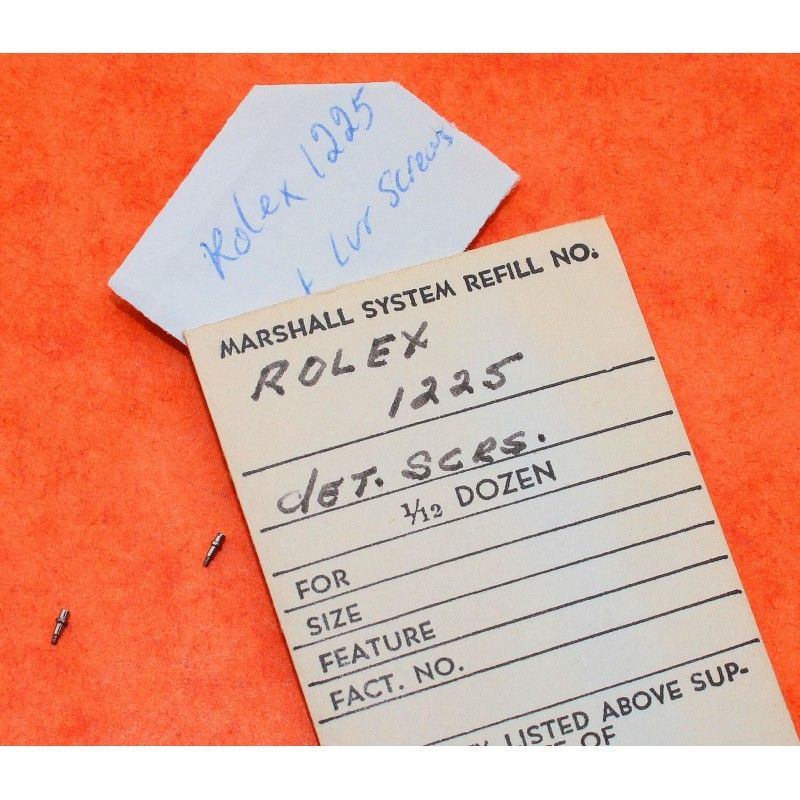 Rolex 1225
lvr Screws
MARSHALL SYSTEM REFILL NO.
ROLEX
1225
det. SCRS.
1/12 DOZEN
FOR
SIZE
FEATURE
FACT. NO.
LISTED ABOVE SUP-
OF